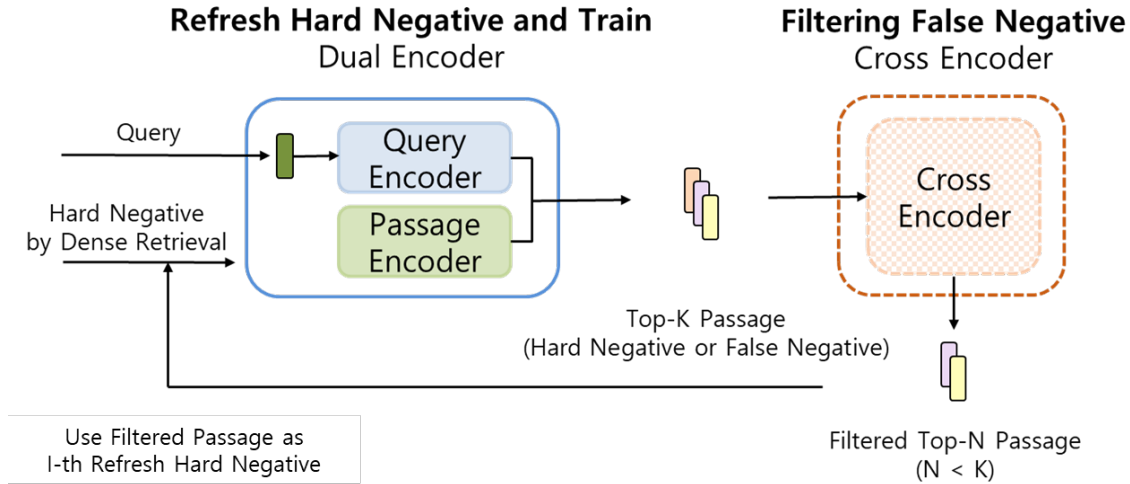 Refresh Hard Negative and Train
Dual Encoder
Filtering False Negative
Cross Encoder
Query
Query
Encoder
Passage
Encoder
Hard Negative
by Dense Retrieval
Cross
Encoder
Top-K Passage
(Hard Negative or False Negative)
Use Filtered Passage as
I-th Refresh Hard Negative
Filtered Top-N Passage
(N < K)